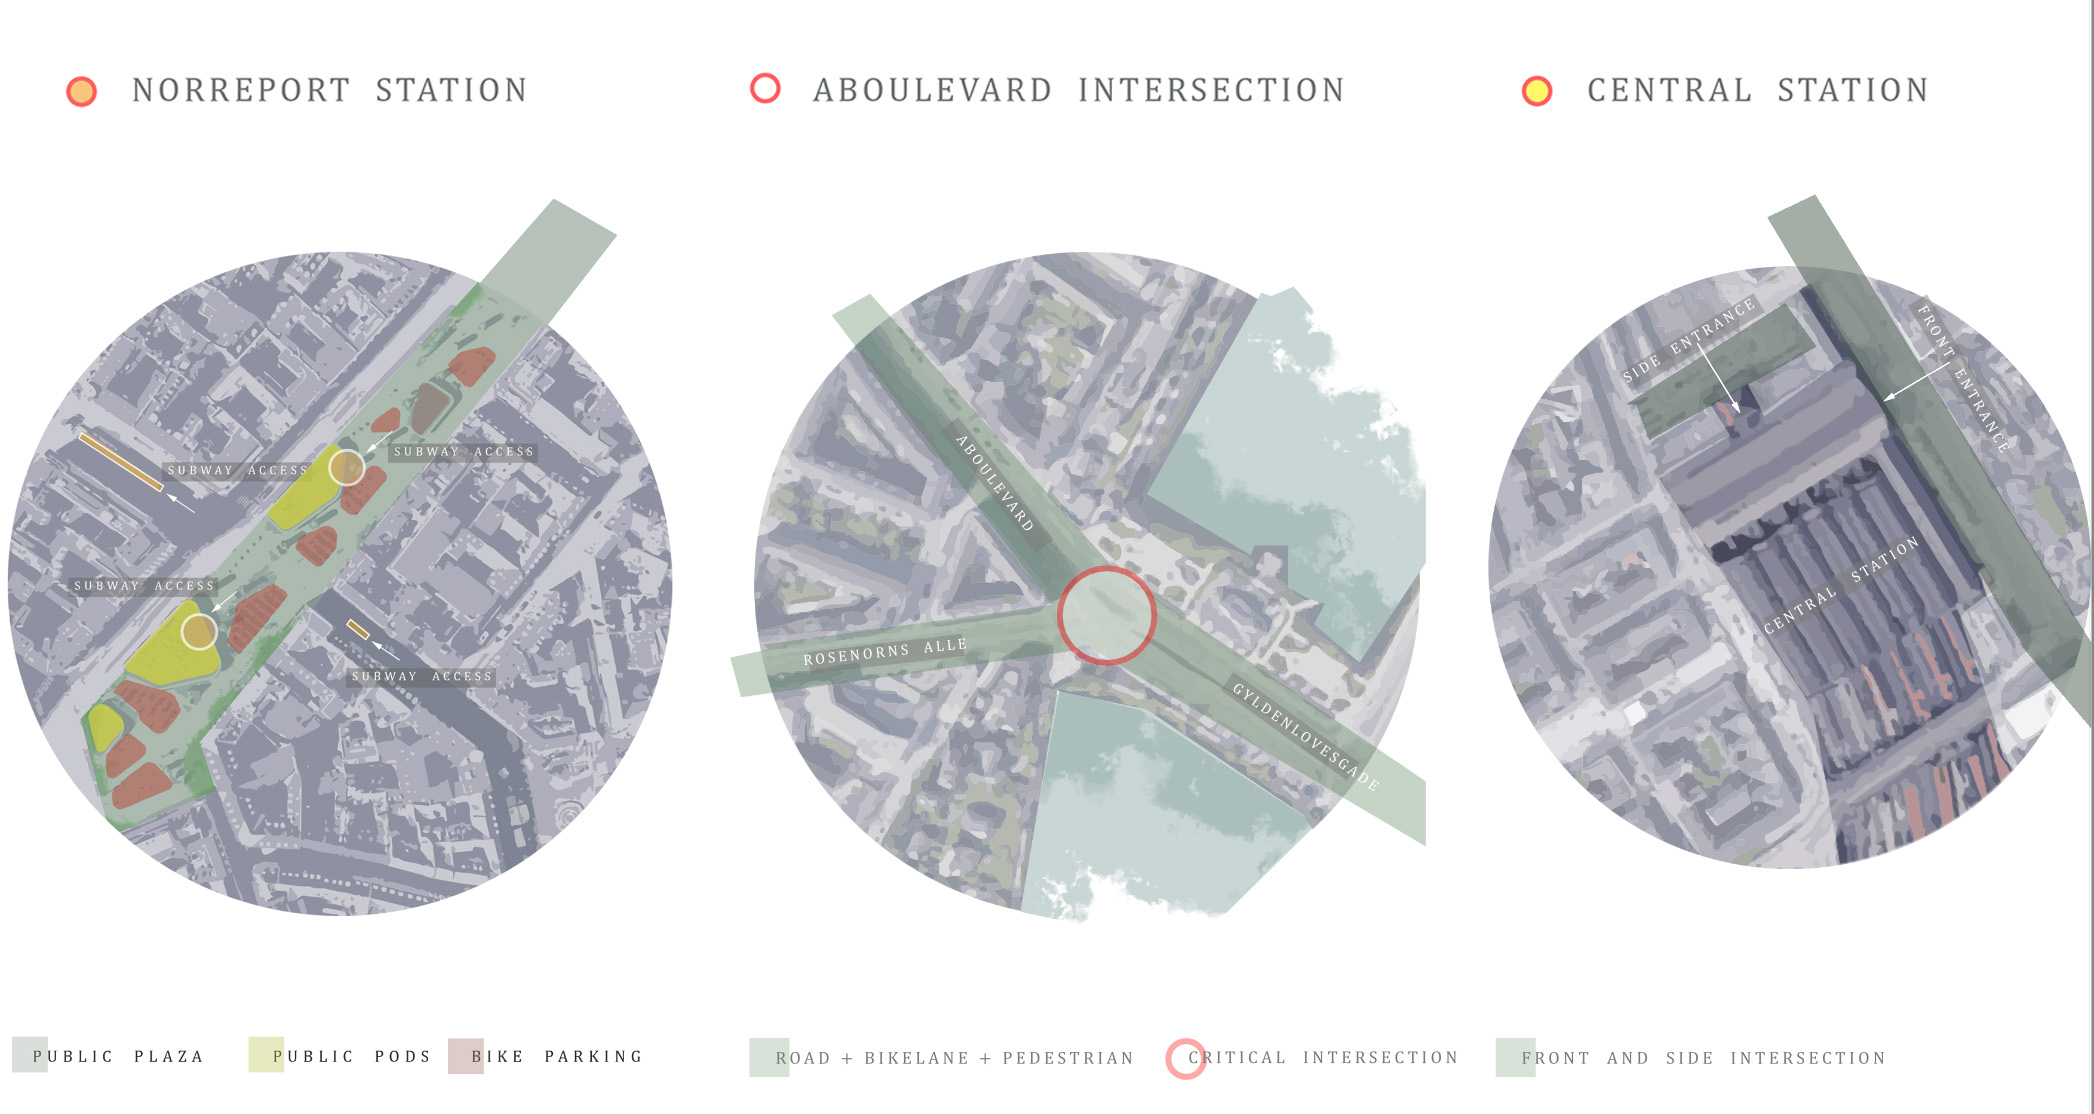 NORREPORT STATION
ABOULEVARD INTERSECTION
CENTRAL STATION
SUBWAY ACCESS
SUBWAY ACCESS
SUBWAY ACCESS
SUBWAY ACCESS
ABOULEVARD
ROSENORNS ALLE
GYLDENLOVESGADE
SIDE ENTRANCE
FRONT ENTRANCE
CENTRAL STATION
PUBLIC PLAZA
PUBLIC PODS
BIKE PARKING
ROAD + BIKELANE + PEDESTRIAN
CRITICAL INTERSECTION
FRONT AND SIDE INTERSECTION